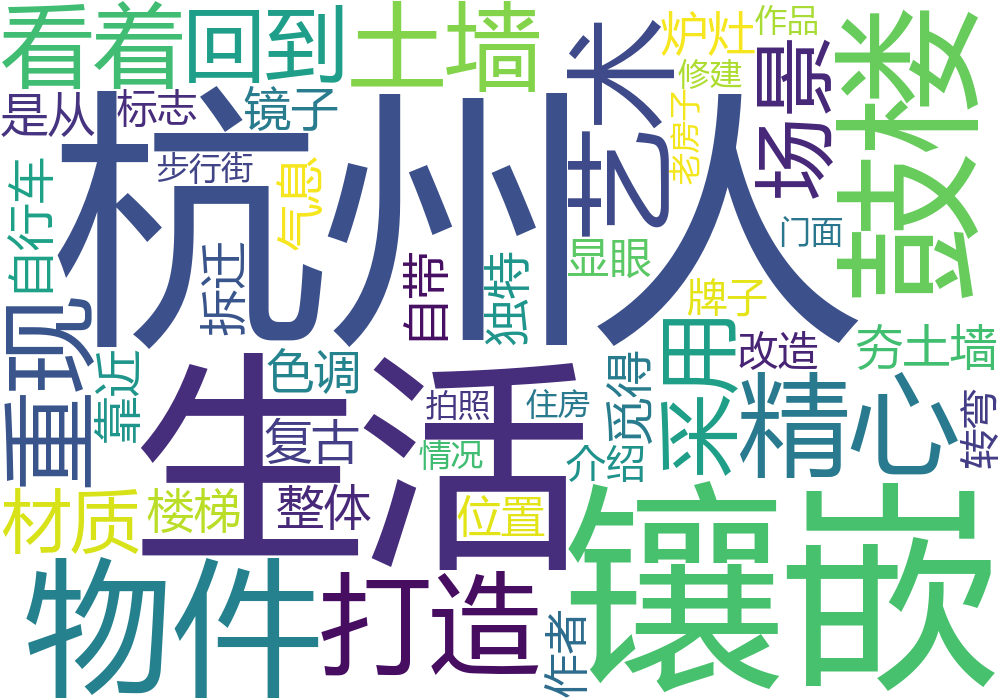 看着
回到
土墙
艺术
炉灶
作品
修建
场景
鼓楼
是从
标志
镜子
老房子
杭州人
步行街
气息
自行车
门面
拆迁
自带
独特
显眼
牌子
重现
靠近
色调
采用
改造
夯土墙
生活
复古
拍照
住房
觅得
精心
转弯
情况
介绍
材质
楼梯
整体
位置
镶嵌
物件
打造
作者